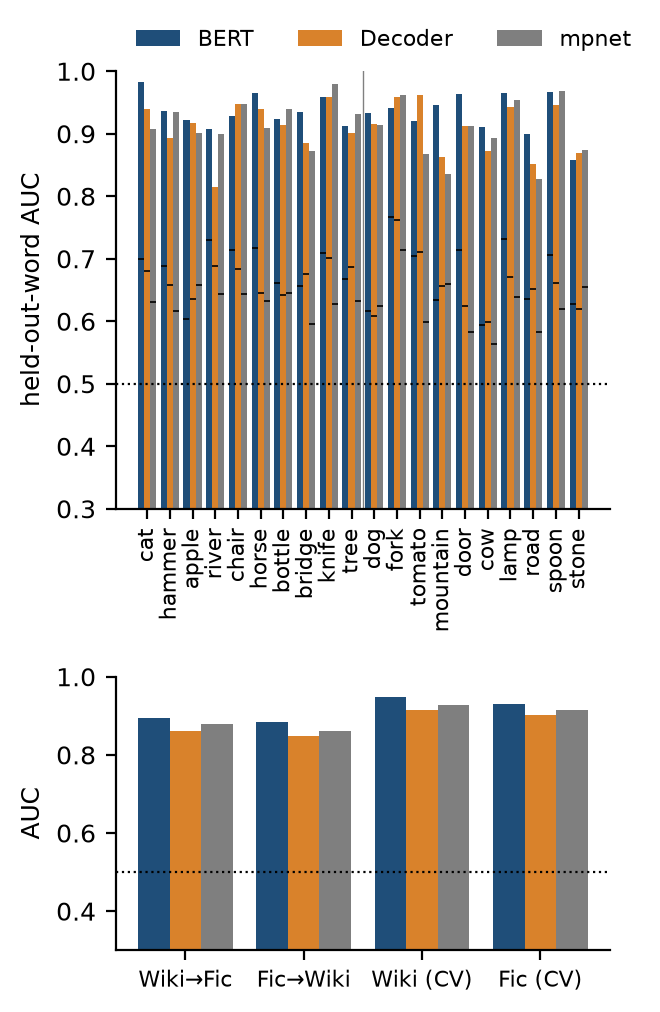 BERT Decoder mpnet
held-out-word AUC
1.0
0.9
0.8
0.7
0.6
0.5
0.4
0.3
cat hammer apple river chair horse bottle bridge knife tree dog fork tomato mountain door cow lamp road spoon stone
AUC
1.0
0.8
0.6
0.4
Wiki→Fic Fic→Wiki Wiki (CV) Fic (CV)